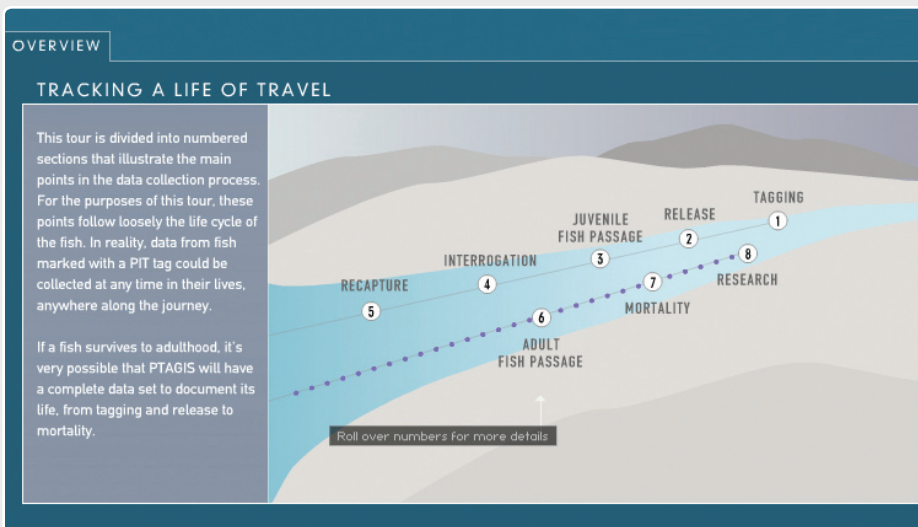 OVERVIEW
TRACKING A LIFE OF TRAVEL
This tour is divided into numbered
sections that illustrate the main
points in the data collection process.
For the purposes of this tour, these
points follow loosely the life cycle of
the fish. In reality, data from fish
marked with a PIT tag could be
collected at any time in their lives,
anywhere along the journey.
If a fish survives to adulthood, it's
very possible that PTAGIS will have
a complete data set to document its
life, from tagging and release to
mortality.
TAGGING
1
RELEASE
2
JUVENILE
FISH PASSAGE
3
INTERROGATION
4
RECAPTURE
5
6
ADULT
FISH PASSAGE
7
MORTALITY
8
RESEARCH
Roll over numbers for more details